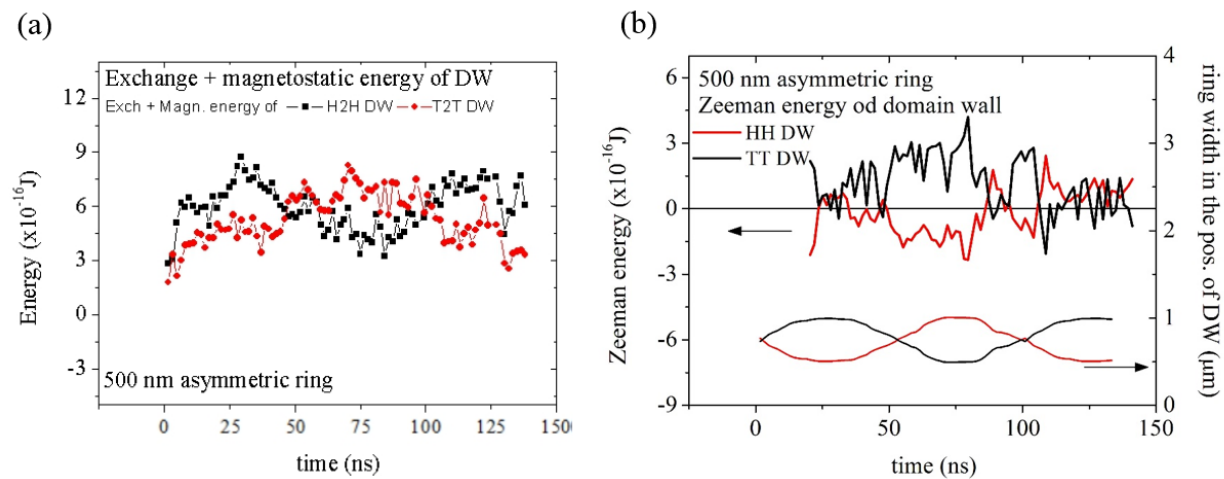 (a)
Exchange + magnetostatic energy of DW
Exch + Magn. energy of H2H DW T2T DW
500 nm asymmetric ring
Energy (x10^-16 J)
12
9
6
3
0
-3
0 25 50 75 100 125 150
time (ns)
(b)
500 nm asymmetric ring
Zeeman energy od domain wall
HH DW
TT DW
Zeeman energy (x10^-16 J)
6
3
0
-3
-6
-9
0 50 100 150
time (ns)
4
3
2
1
0
ring width in the pos. of DW (μm)